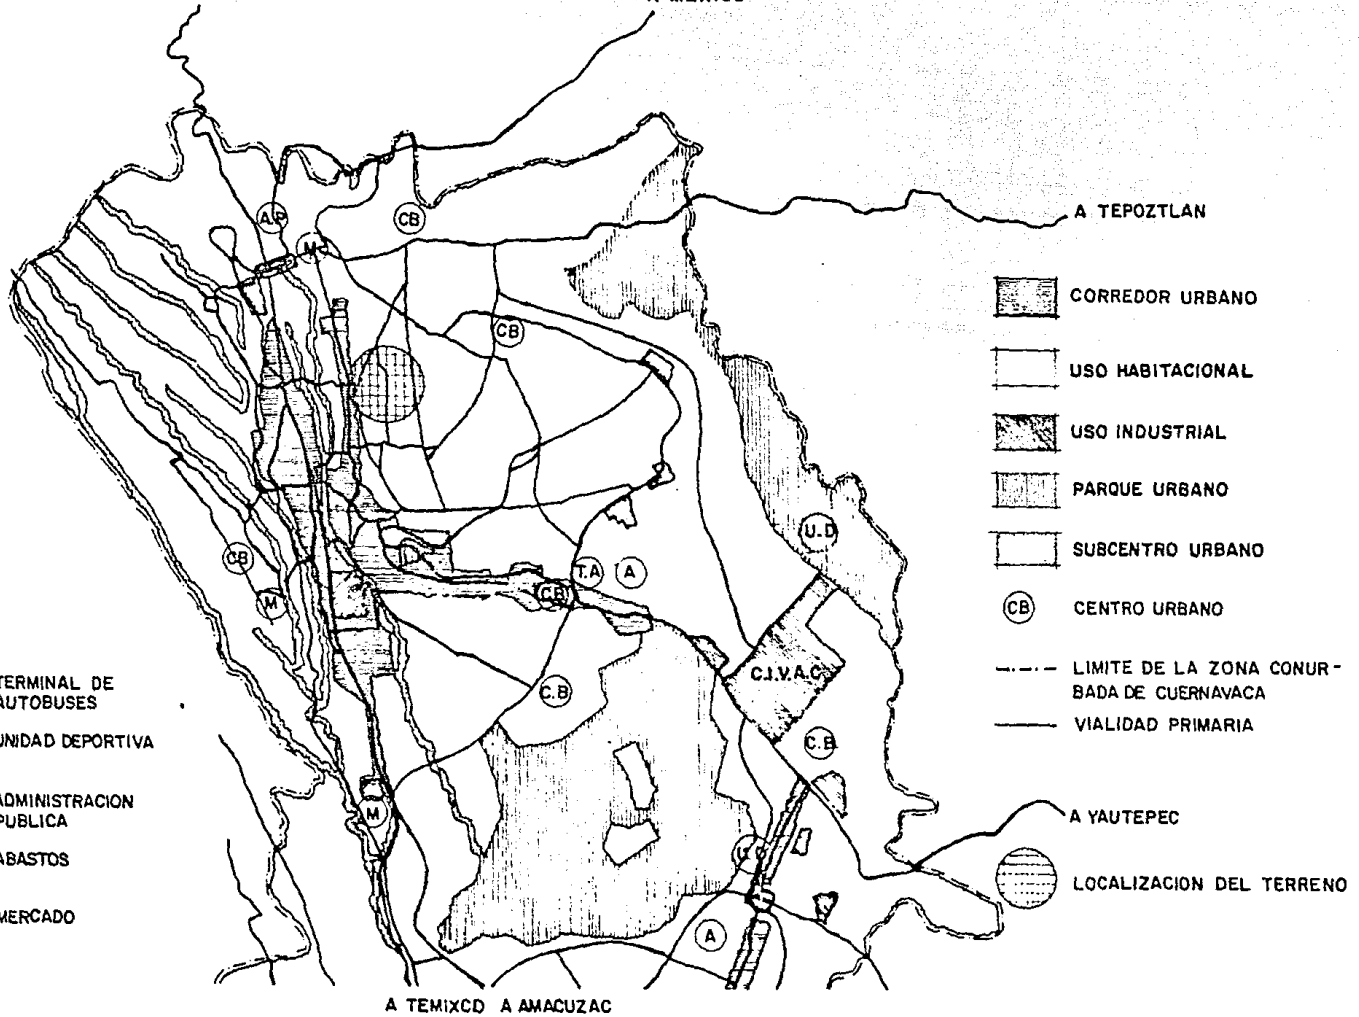 A MEXICO
A TEPOZTLAN
A.P
CB
M
CORREDOR URBANO
CB
USO HABITACIONAL
USO INDUSTRIAL
PARQUE URBANO
U.D
SUBCENTRO URBANO
CB
T.A
A
C.B
CB
CENTRO URBANO
M
LIMITE DE LA ZONA CONUR-
BADA DE CUERNAVACA
C.I.V.A.C.
TERMINAL DE
AUTOBUSES
C.B
VIALIDAD PRIMARIA
UNIDAD DEPORTIVA
C.B.
ADMINISTRACION
PUBLICA
M
A YAUTEPEC
ABASTOS
LOCALIZACION DEL TERRENO
MERCADO
A
A TEMIXCO A AMACUZAC